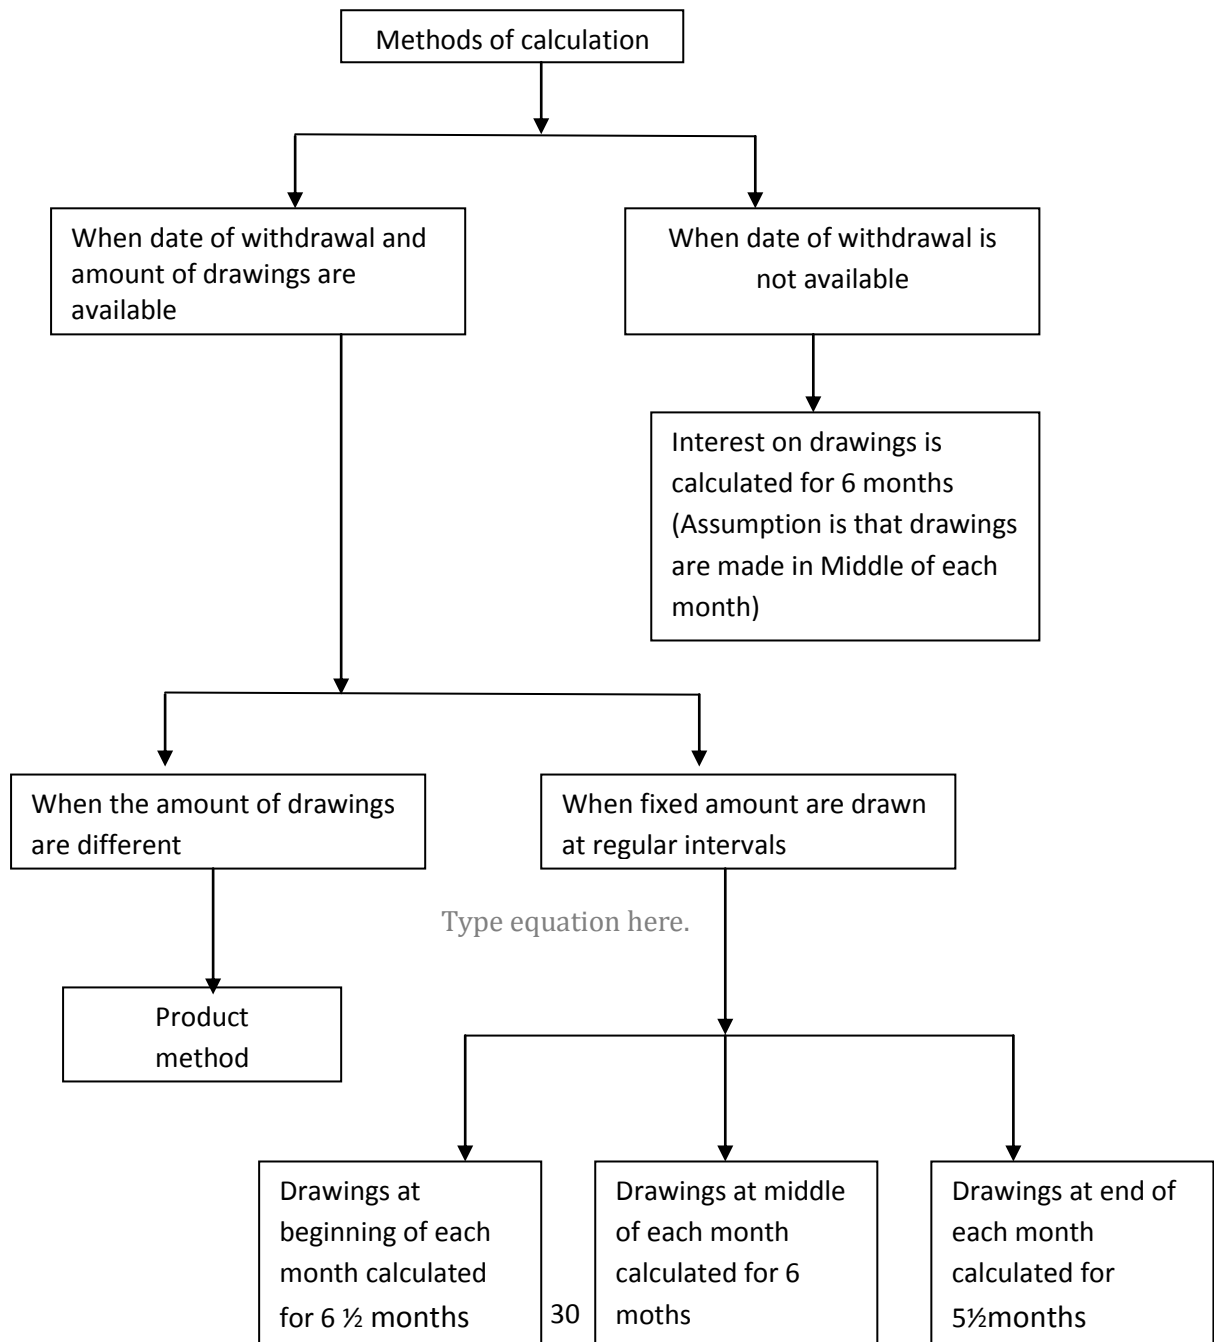 Methods of calculation
When date of withdrawal and
amount of drawings are
available
When date of withdrawal is
not available
Interest on drawings is
calculated for 6 months
(Assumption is that drawings
are made in Middle of each
month)
When the amount of drawings
are different
When fixed amount are drawn
at regular intervals
Type equation here.
Product
method
Drawings at
beginning of each
month calculated
for 6 ½ months
Drawings at middle
of each month
calculated for 6
moths
Drawings at end of
each month
calculated for
5½months
30